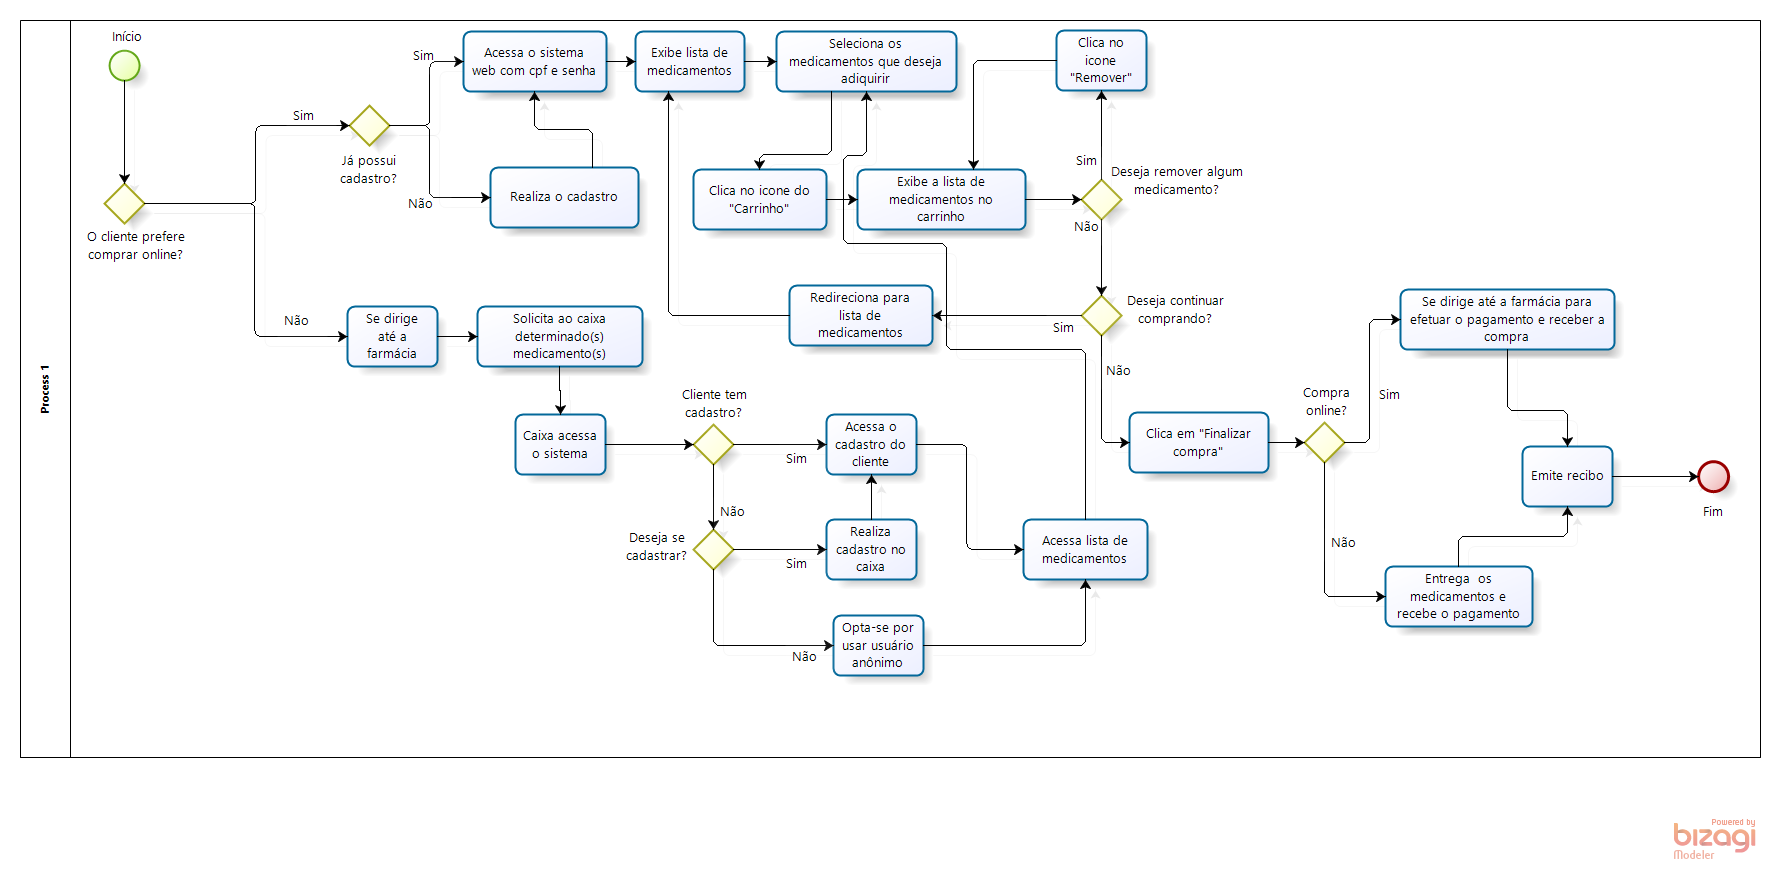 Process 1
Início
O cliente prefere
comprar online?
Sim
Não
Já possui
cadastro?
Sim
Não
Acessa o sistema
web com cpf e senha
Realiza o cadastro
Exibe lista de
medicamentos
Seleciona os
medicamentos que deseja
adiquirir
Clica no icone do
"Carrinho"
Exibe a lista de
medicamentos no
carrinho
Clica no
icone
"Remover"
Sim
Deseja remover algum
medicamento?
Não
Redireciona para
lista de
medicamentos
Sim
Deseja continuar
comprando?
Não
Se dirige
até a
farmácia
Solicita ao caixa
determinado(s)
medicamento(s)
Caixa acessa
o sistema
Cliente tem
cadastro?
Sim
Não
Acessa o
cadastro do
cliente
Deseja se
cadastrar?
Sim
Não
Realiza
cadastro no
caixa
Opta-se por
usar usuário
anônimo
Acessa lista de
medicamentos
Clica em "Finalizar
compra"
Compra
online?
Sim
Não
Se dirige até a farmácia para
efetuar o pagamento e receber a
compra
Entrega  os
medicamentos e
recebe o pagamento
Emite recibo
Fim
Powered by
bizagi
Modeler